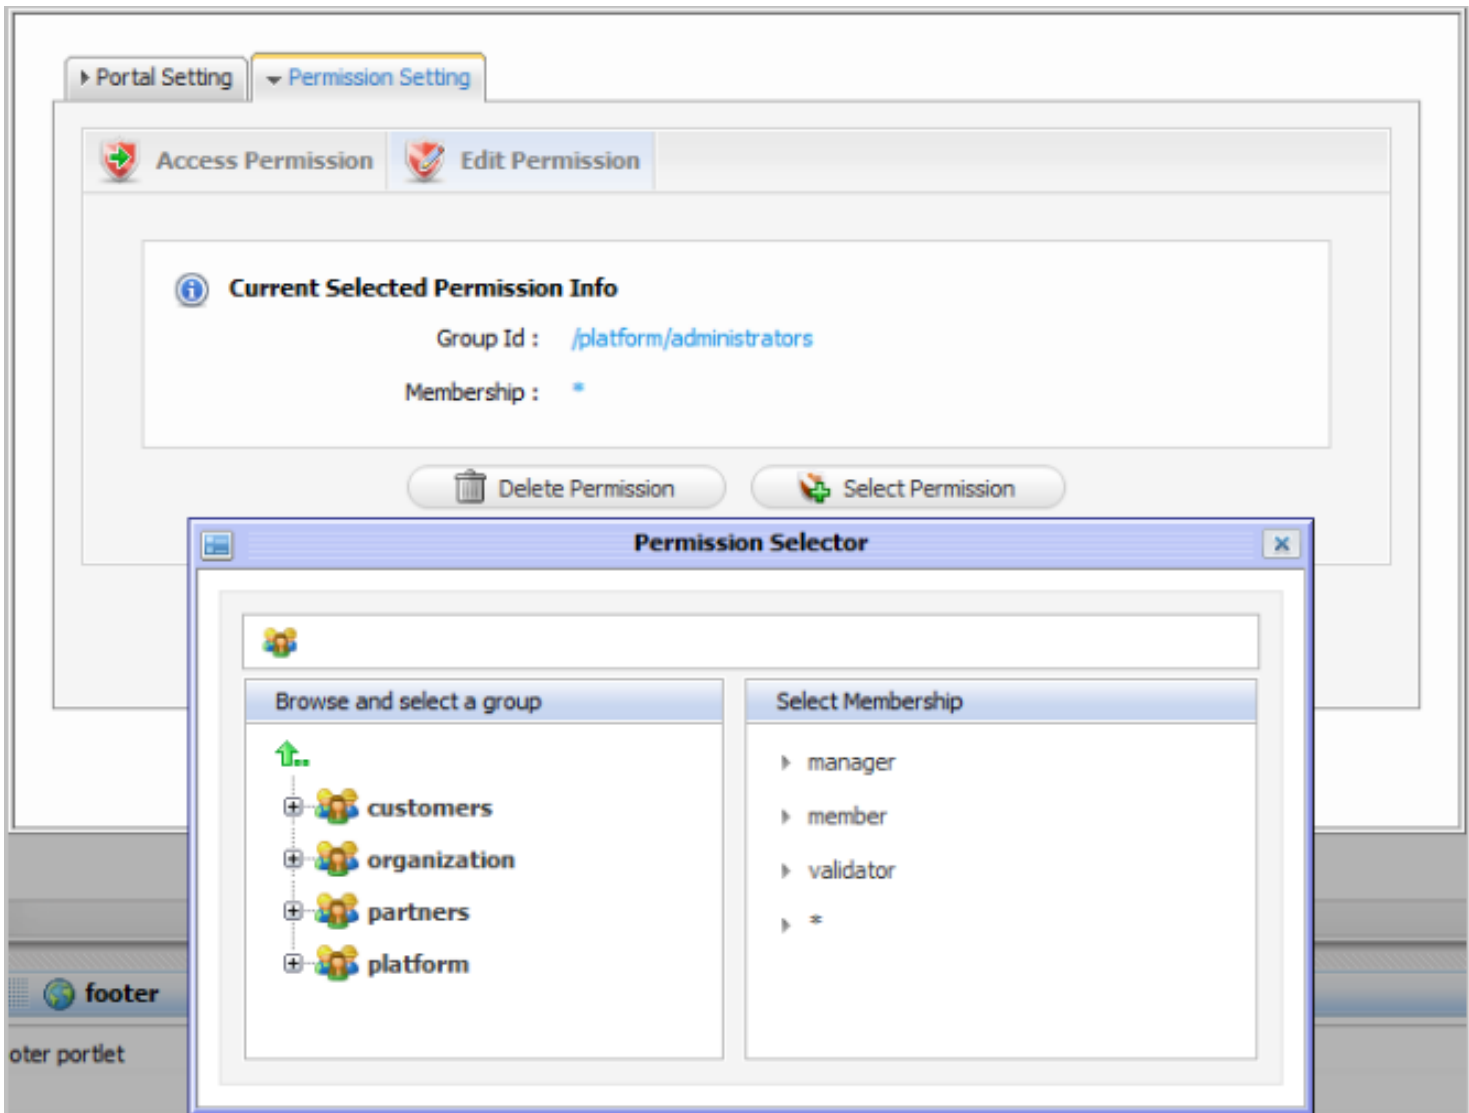 Portal Setting Permission Setting
Access Permission Edit Permission
Current Selected Permission Info
Group Id : /platform/administrators
Membership : *
Delete Permission Select Permission
Permission Selector
Browse and select a group
customers
organization
partners
platform
Select Membership
manager
member
validator
*
footer
oter portlet